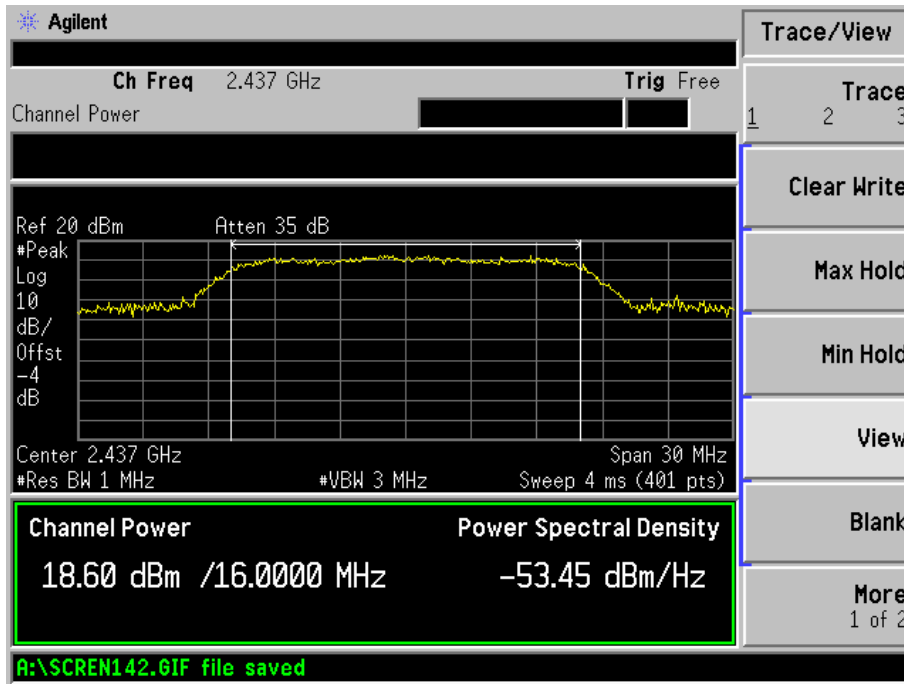 Agilent
Trace/View
Ch Freq 2.437 GHz Trig Free
Channel Power
Trace
1 2 3
Clear Write
Ref 20 dBm Atten 35 dB
#Peak
Log
10
dB/
Offst
-4
dB
Max Hold
Min Hold
View
Center 2.437 GHz Span 30 MHz
#Res BW 1 MHz #VBW 3 MHz Sweep 4 ms (401 pts)
Channel Power Power Spectral Density
18.60 dBm /16.0000 MHz -53.45 dBm/Hz
Blank
More
1 of 2
A:\SCREN142.GIF file saved